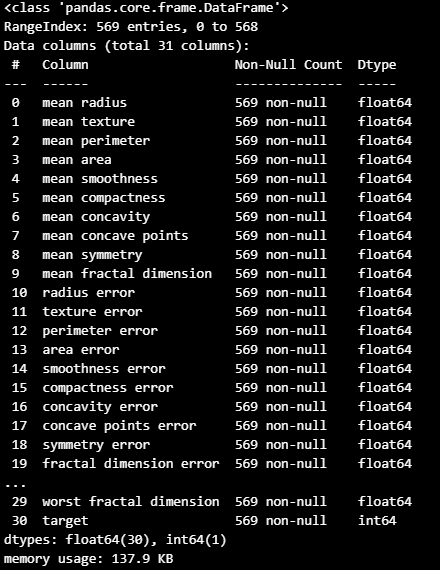 <class 'pandas.core.frame.DataFrame'>
RangeIndex: 569 entries, 0 to 568
Data columns (total 31 columns):
 #   Column                   Non-Null Count  Dtype
---  ------                   --------------  -----
 0   mean radius              569 non-null    float64
 1   mean texture             569 non-null    float64
 2   mean perimeter           569 non-null    float64
 3   mean area                569 non-null    float64
 4   mean smoothness          569 non-null    float64
 5   mean compactness         569 non-null    float64
 6   mean concavity           569 non-null    float64
 7   mean concave points      569 non-null    float64
 8   mean symmetry            569 non-null    float64
 9   mean fractal dimension   569 non-null    float64
 10  radius error             569 non-null    float64
 11  texture error            569 non-null    float64
 12  perimeter error          569 non-null    float64
 13  area error               569 non-null    float64
 14  smoothness error         569 non-null    float64
 15  compactness error        569 non-null    float64
 16  concavity error          569 non-null    float64
 17  concave points error     569 non-null    float64
 18  symmetry error           569 non-null    float64
 19  fractal dimension error  569 non-null    float64
...
 29  worst fractal dimension  569 non-null    float64
 30  target                   569 non-null    int64
dtypes: float64(30), int64(1)
memory usage: 137.9 KB